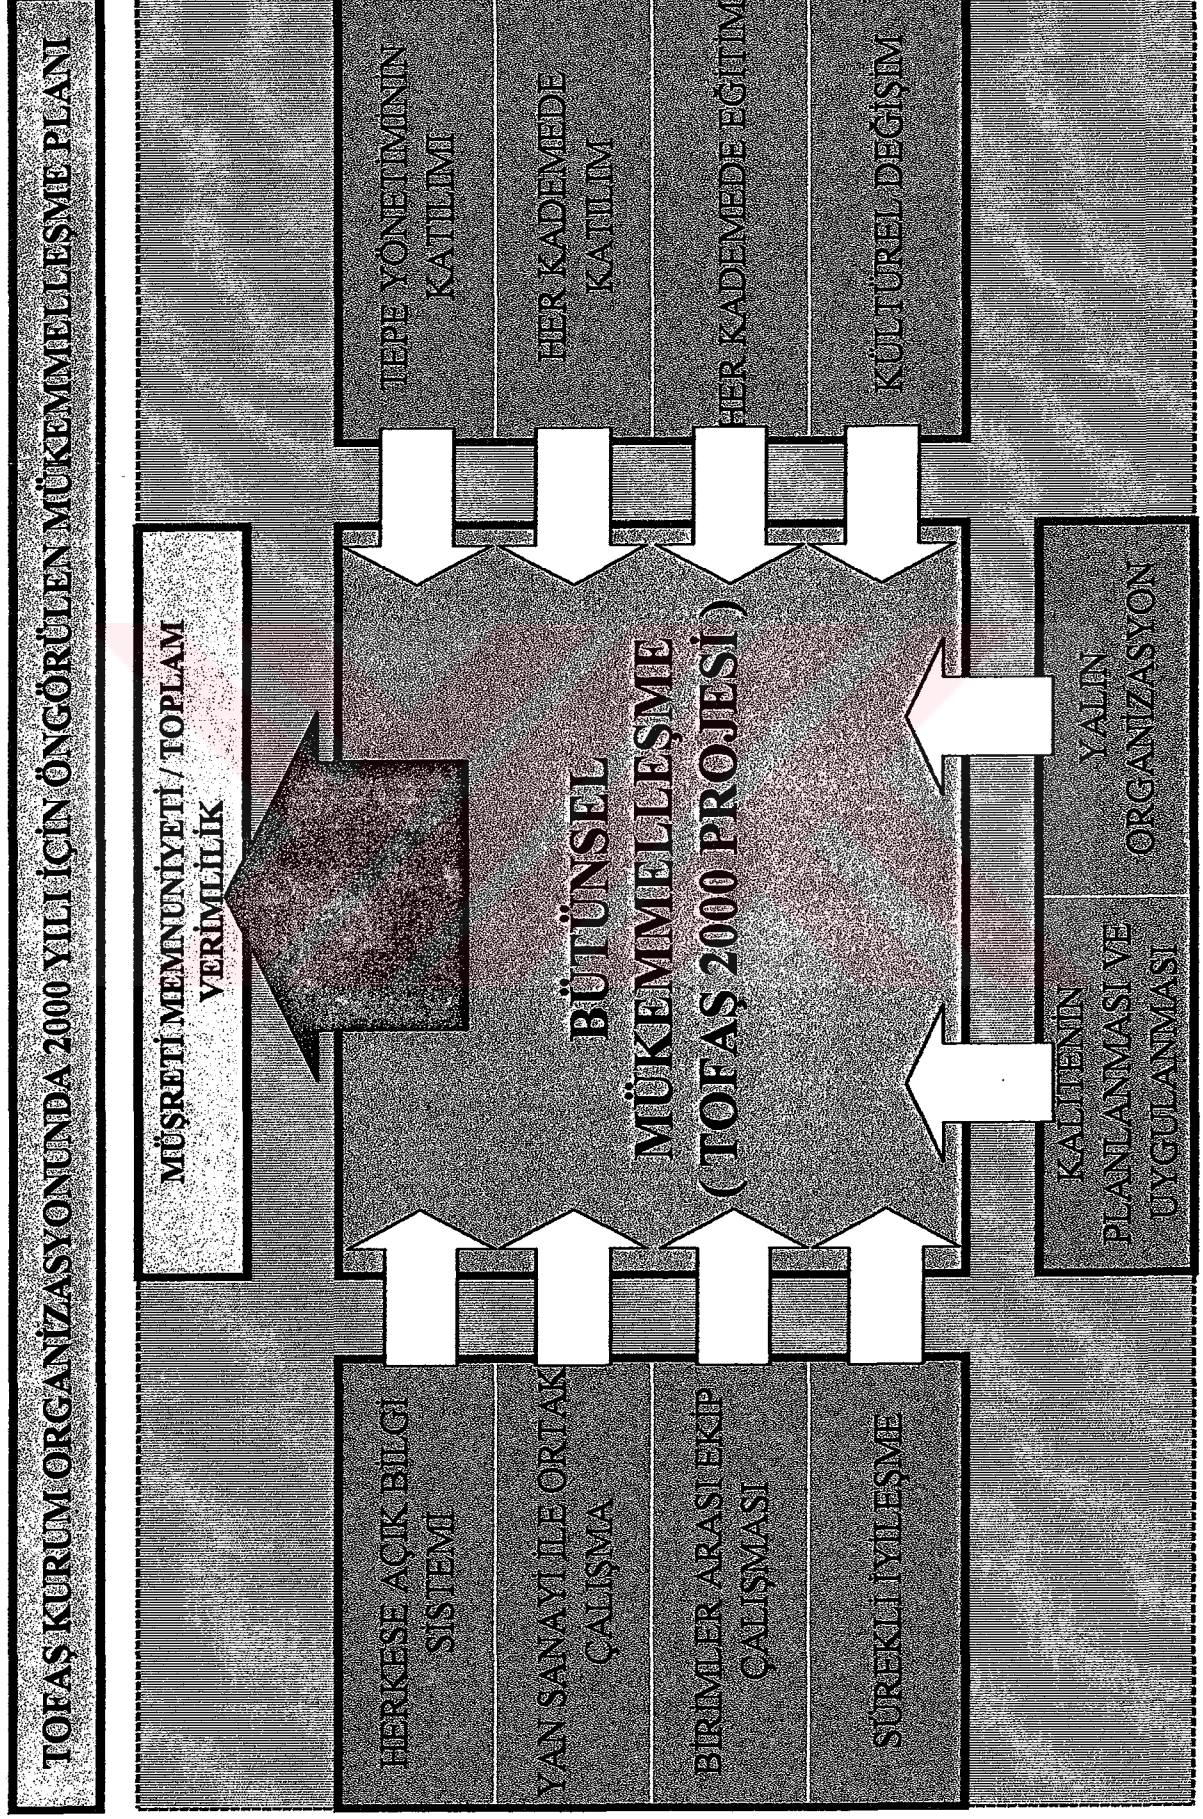 TOFAŞ KURUM ORGANİZASYONUNDA 2000 YILI İÇİN ÖNGÖRÜLEN MÜKEMMELLEŞME PLANI
MÜŞRETİ MEMNUNİYETİ / TOPLAM
VERİMLİLİK
HERKESE AÇIK BİLGİ
SİSTEMİ
YAN SANAYİ İLE ORTAK
ÇALIŞMA
BİRİMLER ARASI EKİP
ÇALIŞMASI
SÜREKLİ İYİLEŞME
BÜTÜNSEL
MÜKEMMELLEŞME
( TOFAŞ 2000 PROJESİ )
TEPE YÖNETİMİNİN
KATILIMI
HER KADEMEDE
KATILIM
HER KADEMEDE EĞİTİM
KÜLTÜREL DEĞİŞİM
KALİTENİN
PLANLANMASI VE
UYGULANMASI
YALIN
ORGANİZASYON